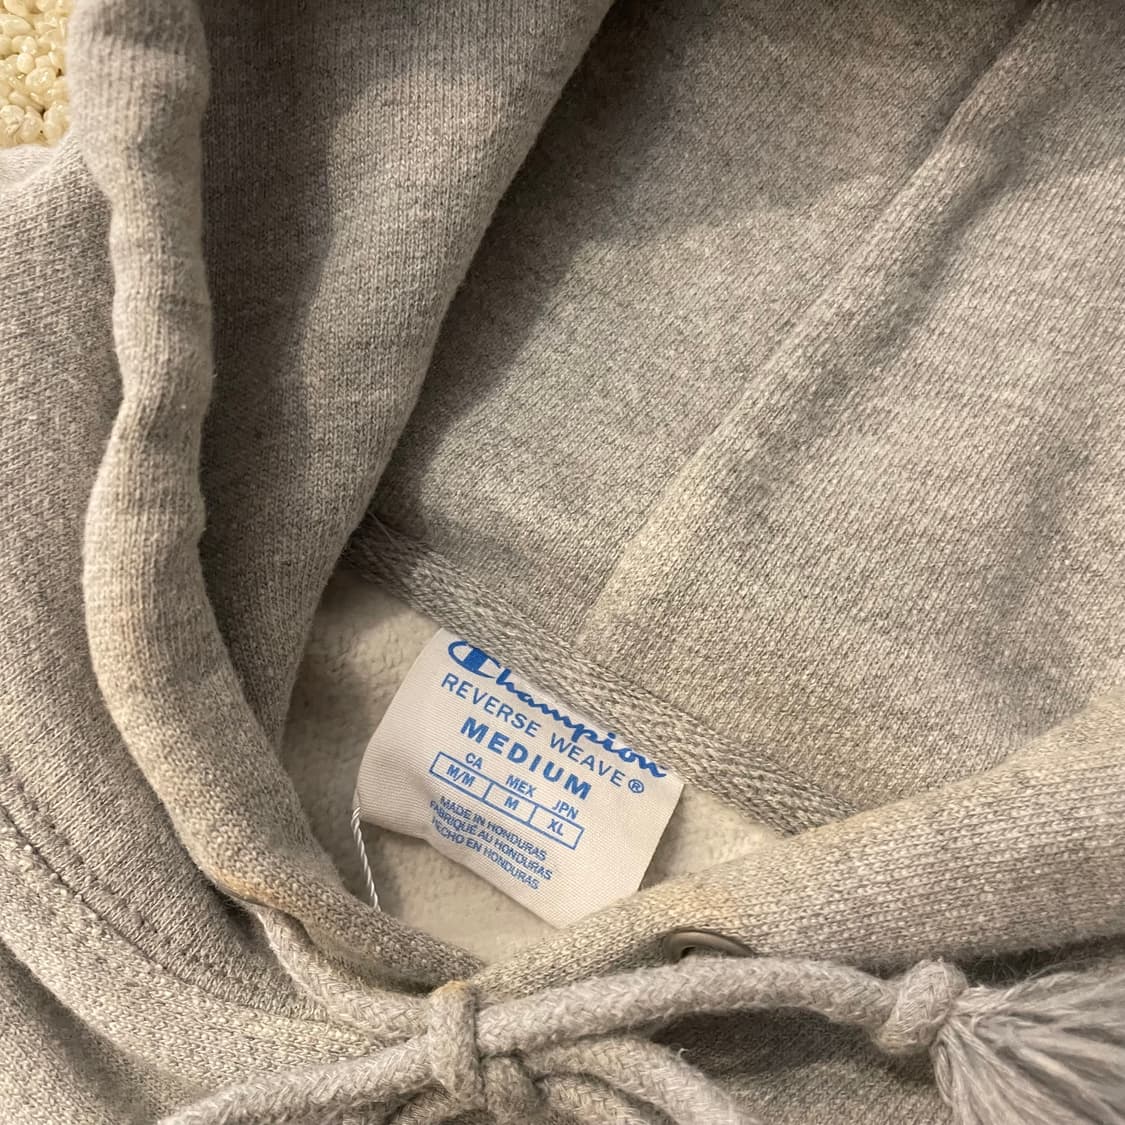 Champion
REVERSE WEAVE®
MEDIUM
CA MEX JPN
M/M M XL
MADE IN HONDURAS
FABRIQUÉ AU HONDURAS
HECHO EN HONDURAS